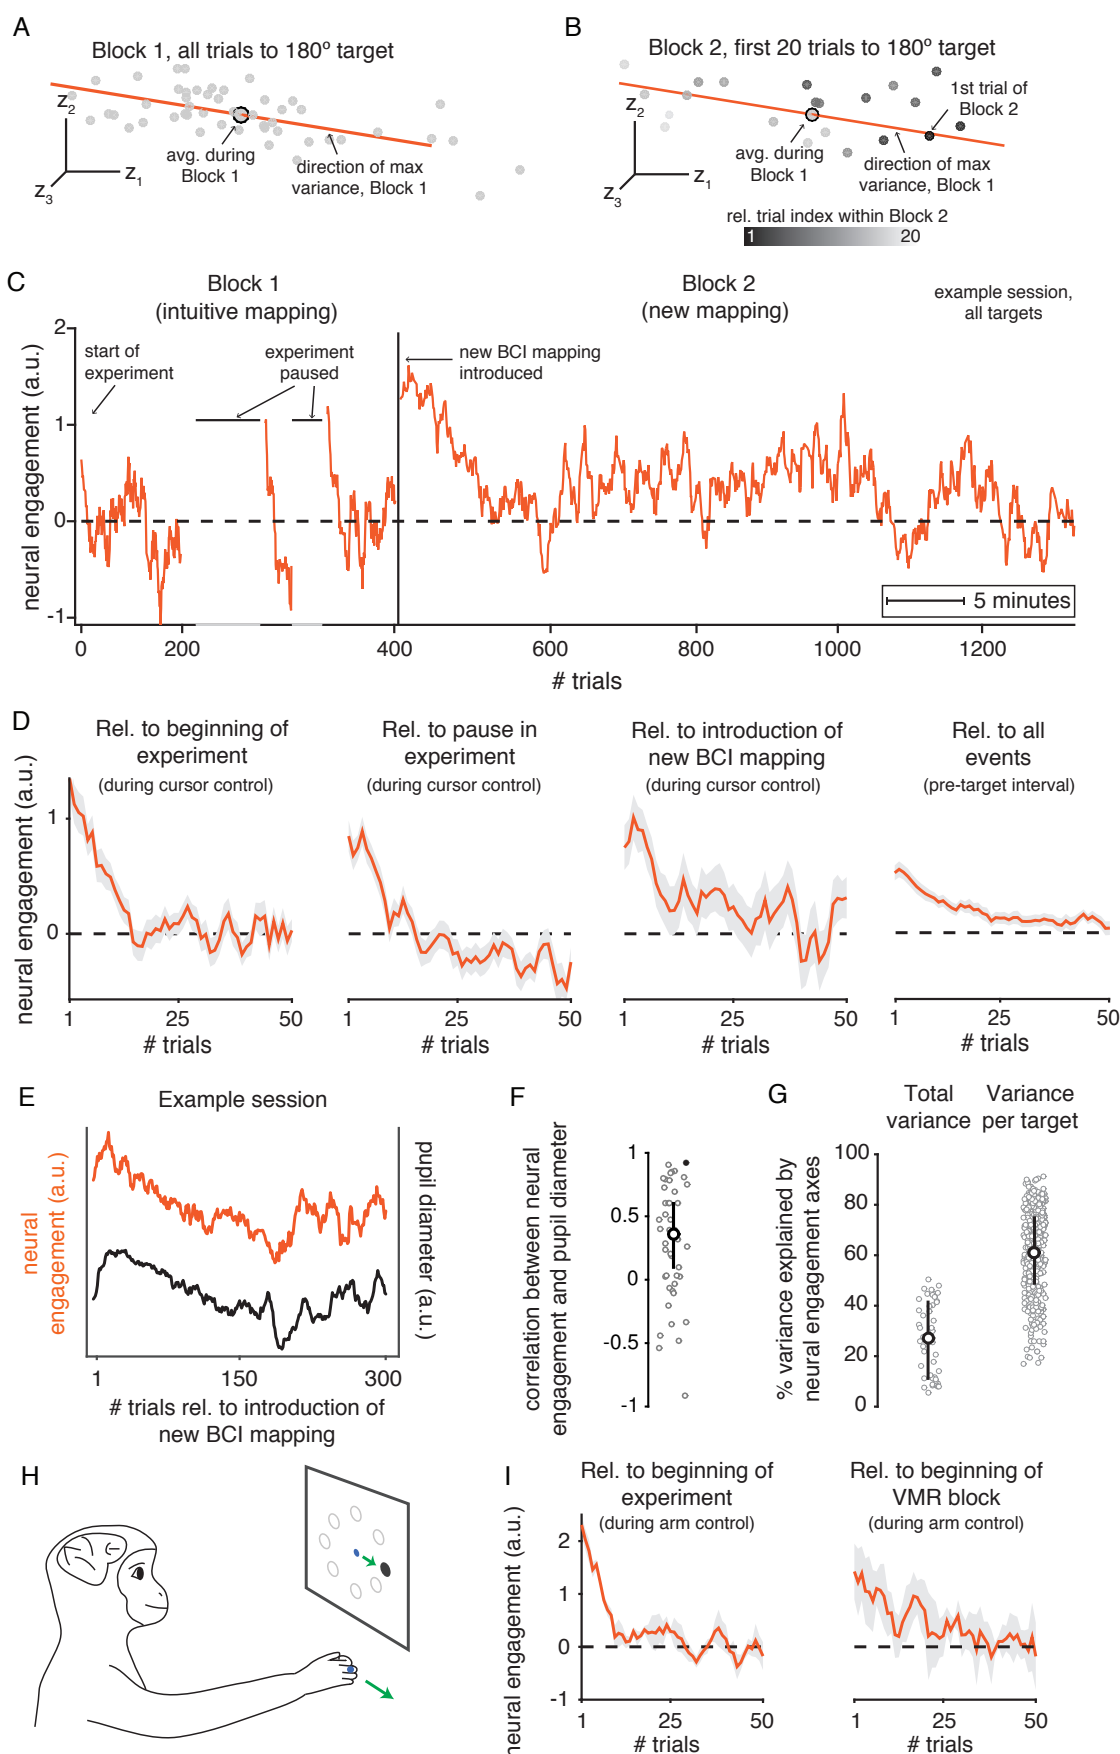 A
Block 1, all trials to 180º target
z2
avg. during
Block 1
direction of max
variance, Block 1
z1
z3
B
Block 2, first 20 trials to 180º target
z2
1st trial of
Block 2
avg. during
Block 1
direction of max
variance, Block 1
z1
z3
rel. trial index within Block 2
1
20
C
Block 1
(intuitive mapping)
Block 2
(new mapping)
example session,
all targets
start of
experiment
experiment
paused
new BCI mapping
introduced
neural engagement (a.u.)
2
1
0
-1
5 minutes
0
200
400
600
800
1000
1200
# trials
D
Rel. to beginning of
experiment
(during cursor control)
Rel. to pause in
experiment
(during cursor control)
Rel. to introduction of
new BCI mapping
(during cursor control)
Rel. to all
events
(pre-target interval)
neural engagement (a.u.)
1
0
1
25
50
# trials
1
25
50
# trials
1
25
50
# trials
1
25
50
# trials
E
Example session
neural
engagement (a.u.)
pupil diameter
(a.u.)
1
150
300
# trials rel. to introduction of
new BCI mapping
F
correlation between neural
engagement and pupil diameter
1
0.5
0
-0.5
-1
G
Total
variance
Variance
per target
% variance explained by
neural engagement axes
100
80
60
40
20
0
H
I
Rel. to beginning of
experiment
(during arm control)
Rel. to beginning of
VMR block
(during arm control)
neural engagement (a.u.)
2
1
0
-1
1
25
50
# trials
1
25
50
# trials